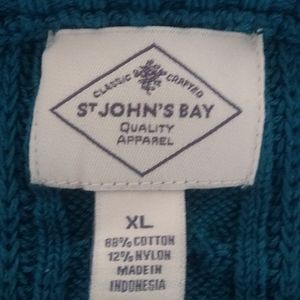 CLASSIC CRAFTED
ST JOHN'S BAY
QUALITY
APPAREL
XL
88% COTTON
12% NYLON
MADE IN
INDONESIA